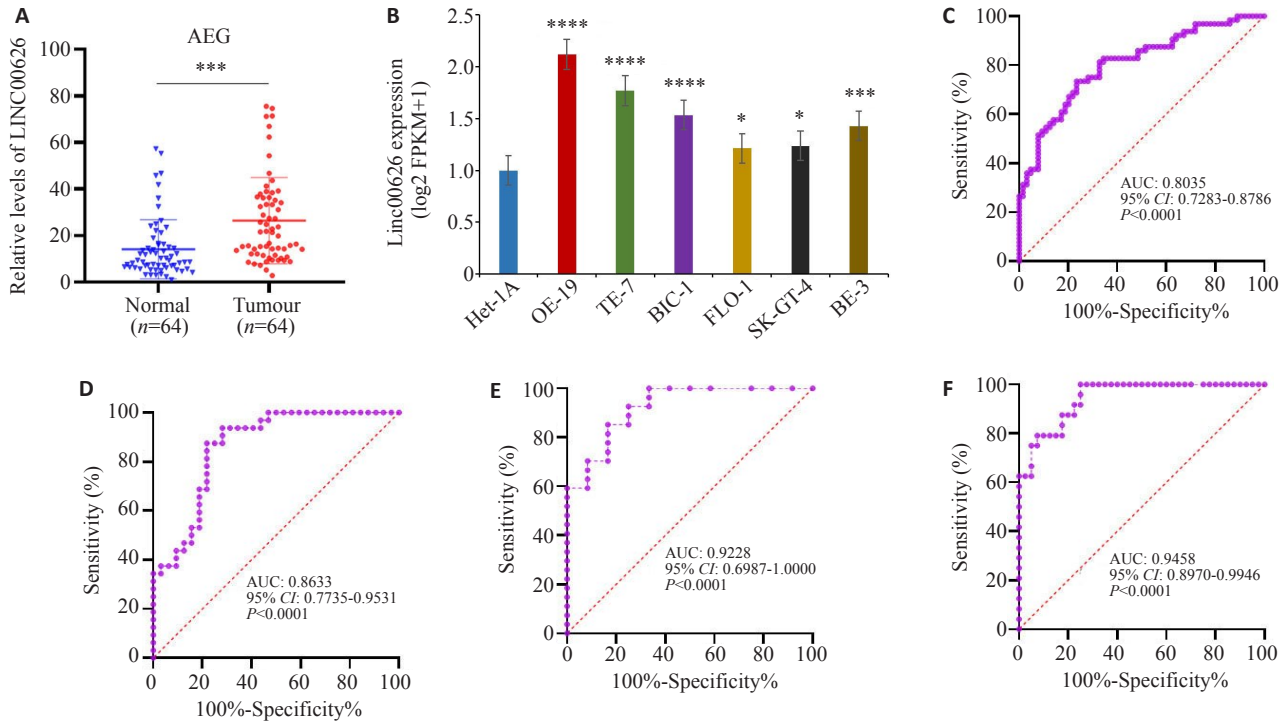 A
AEG
***
Relative levels of LINC00626
100
80
60
40
20
0
Normal
(n=64)
Tumour
(n=64)
B
Linc00626 expression
(log2 FPKM+1)
2.5
2.0
1.5
1.0
0.5
0
****
****
****
*
*
***
Het-1A
OE-19
TE-7
BIC-1
FLO-1
SK-GT-4
BE-3
C
Sensitivity (%)
100
80
60
40
20
0
AUC: 0.8035
95% CI: 0.7283-0.8786
P<0.0001
0 20 40 60 80 100
100%-Specificity%
D
Sensitivity (%)
100
80
60
40
20
0
AUC: 0.8633
95% CI: 0.7735-0.9531
P<0.0001
0 20 40 60 80 100
100%-Specificity%
E
Sensitivity (%)
100
80
60
40
20
0
AUC: 0.9228
95% CI: 0.6987-1.0000
P<0.0001
0 20 40 60 80 100
100%-Specificity%
F
Sensitivity (%)
100
80
60
40
20
0
AUC: 0.9458
95% CI: 0.8970-0.9946
P<0.0001
0 20 40 60 80 100
100%-Specificity%